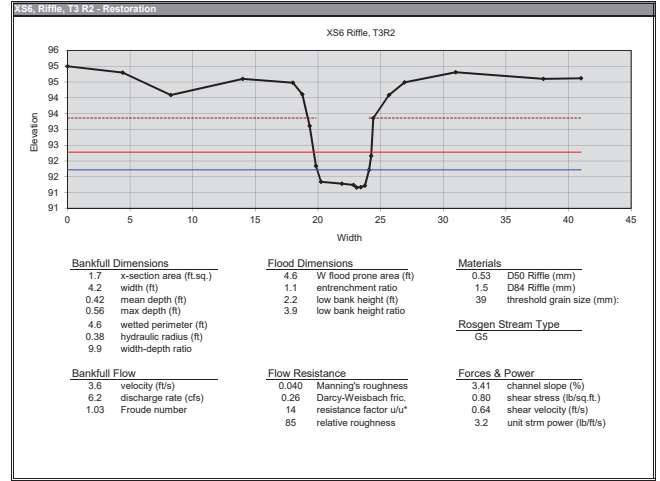 XS6, Riffle, T3 R2 - Restoration
XS6 Riffle, T3R2
96
95
95
94
94
93
93
92
92
91
91
Elevation
0 5 10 15 20 25 30 35 40 45
Width
Bankfull Dimensions
1.7 x-section area (ft.sq.)
4.2 width (ft)
0.42 mean depth (ft)
0.56 max depth (ft)
4.6 wetted perimeter (ft)
0.38 hydraulic radius (ft)
9.9 width-depth ratio
Flood Dimensions
4.6 W flood prone area (ft)
1.1 entrenchment ratio
2.2 low bank height (ft)
3.9 low bank height ratio
Materials
0.53 D50 Riffle (mm)
1.5 D84 Riffle (mm)
39 threshold grain size (mm):
Rosgen Stream Type
G5
Bankfull Flow
3.6 velocity (ft/s)
6.2 discharge rate (cfs)
1.03 Froude number
Flow Resistance
0.040 Manning's roughness
0.26 Darcy-Weisbach fric.
14 resistance factor u/u*
85 relative roughness
Forces & Power
3.41 channel slope (%)
0.80 shear stress (lb/sq.ft.)
0.64 shear velocity (ft/s)
3.2 unit strm power (lb/ft/s)